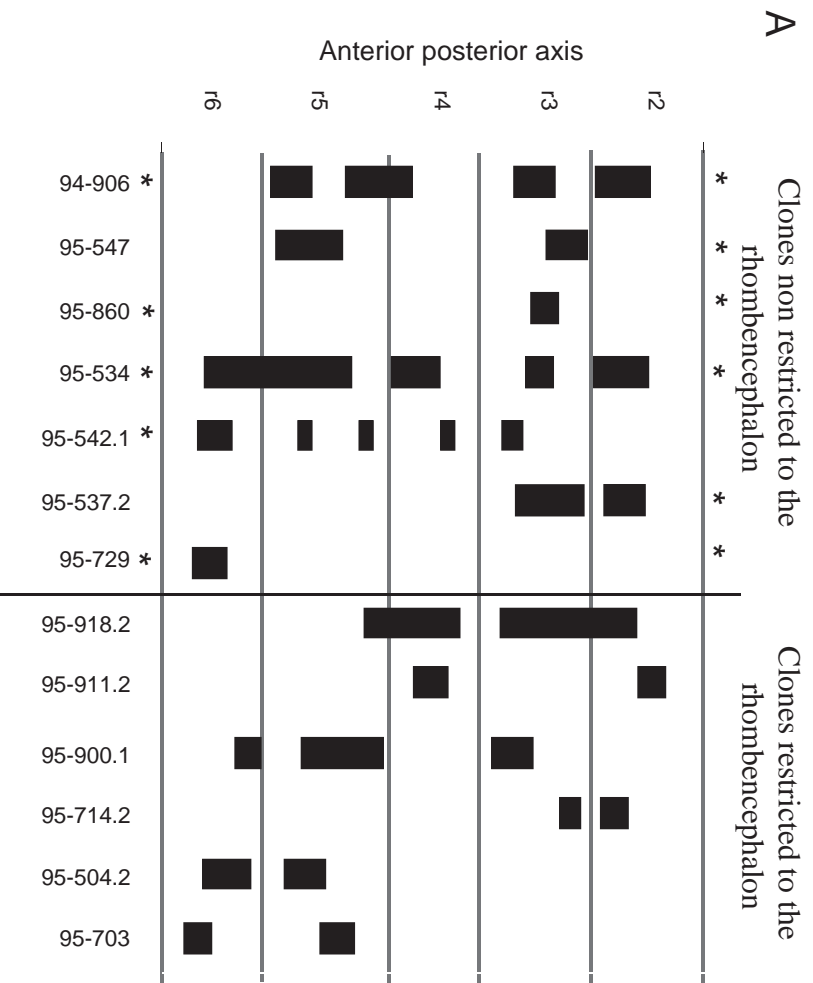 A
Anterior posterior axis
r6 r5 r4 r3 r2
Clones non restricted to the
rhombencephalon
94-906 * *
95-547 *
95-860 * *
95-534 * *
95-542.1 *
95-537.2 *
95-729 * *
Clones restricted to the
rhombencephalon
95-918.2
95-911.2
95-900.1
95-714.2
95-504.2
95-703